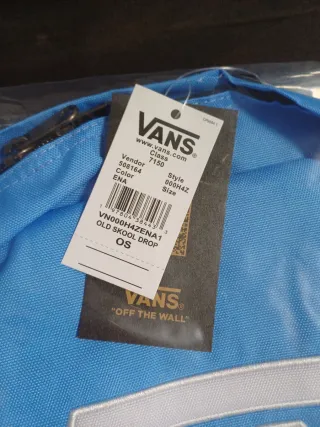 VANS
www.vans.com
Class
7150
Vendor
508164
Style
000H4Z
Color
ENA
Size
VN000H4ZENA1
OLD SKOOL DROP
OS
VANS
"OFF THE WALL"